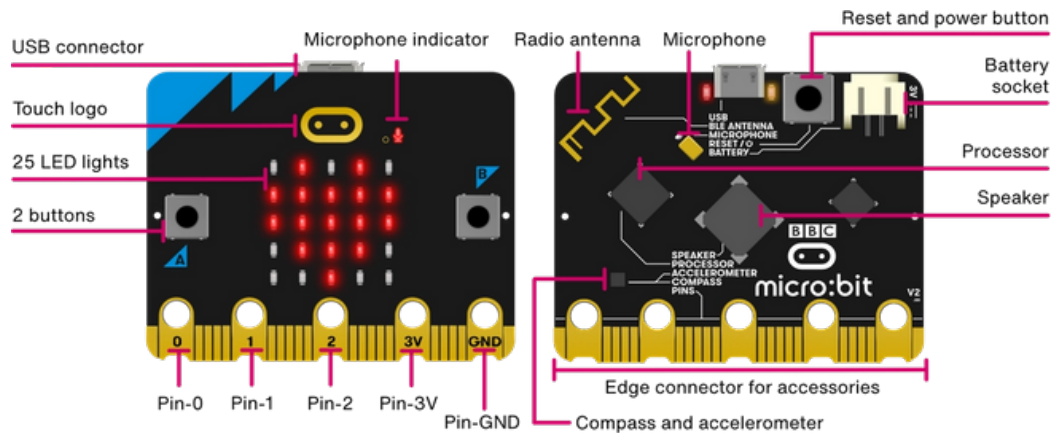 USB connector
Microphone indicator
Radio antenna
Microphone
Reset and power button
Battery
socket
Touch logo
25 LED lights
2 buttons
Processor
Speaker
A
B
0
1
2
3V
GND
Pin-0
Pin-1
Pin-2
Pin-3V
Pin-GND
3V
USB
BLE ANTENNA
MICROPHONE
RESET /
BATTERY
SPEAKER
PROCESSOR
ACCELEROMETER
COMPASS
PINS
BBC
micro:bit
V2
Edge connector for accessories
Compass and accelerometer